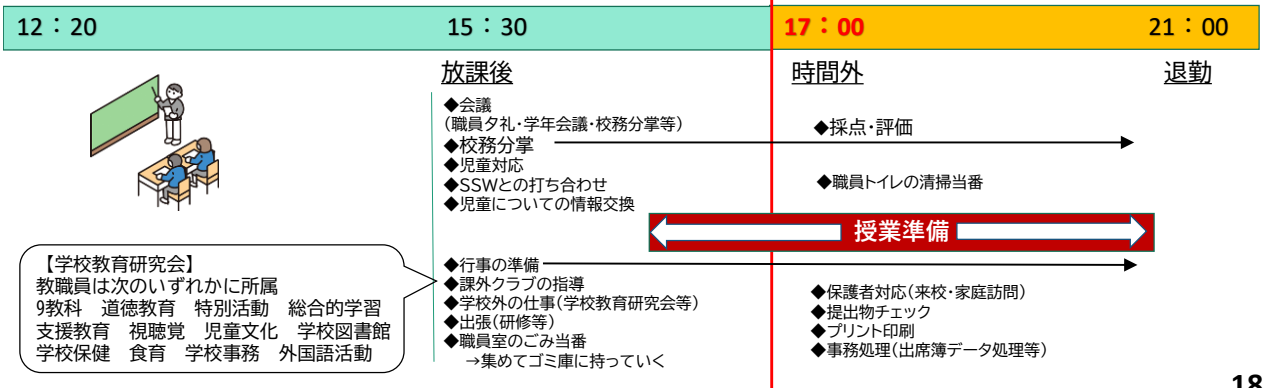 12：20
15：30
17：00
21：00
放課後
◆会議
(職員夕礼・学年会議・校務分掌等)
◆校務分掌
◆児童対応
◆SSWとの打ち合わせ
◆児童についての情報交換
時間外
◆採点・評価
◆職員トイレの清掃当番
退勤
授業準備
【学校教育研究会】
教職員は次のいずれかに所属
9教科　道徳教育　特別活動　総合的学習
支援教育　視聴覚　児童文化　学校図書館
学校保健　食育　学校事務　外国語活動
◆行事の準備
◆課外クラブの指導
◆学校外の仕事(学校教育研究会等)
◆出張(研修等)
◆職員室のごみ当番
→集めてゴミ庫に持っていく
◆保護者対応(来校・家庭訪問)
◆提出物チェック
◆プリント印刷
◆事務処理(出席簿データ処理等)
18